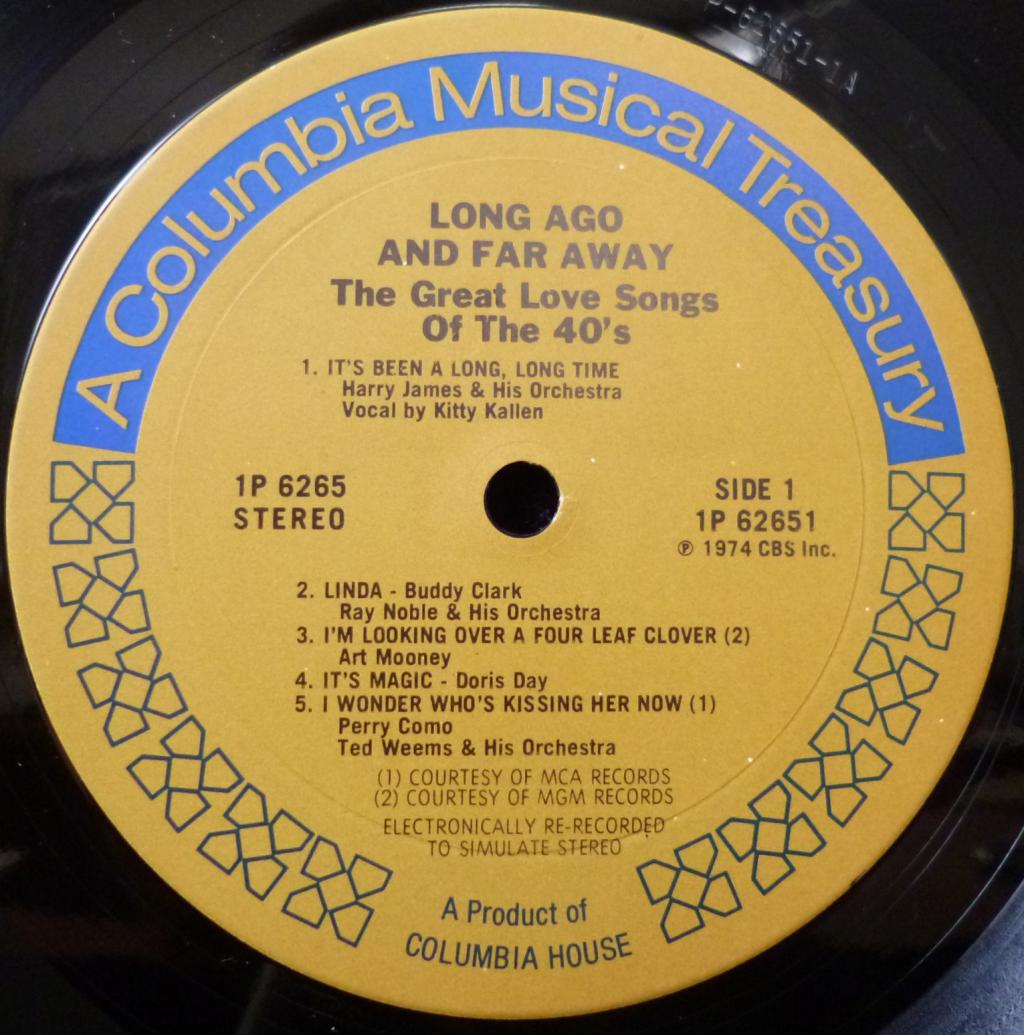 P-62651-1A
A Columbia Musical Treasury
LONG AGO
AND FAR AWAY
The Great Love Songs
Of The 40's
1. IT'S BEEN A LONG, LONG TIME
Harry James & His Orchestra
Vocal by Kitty Kallen
1P 6265
STEREO
SIDE 1
1P 62651
℗ 1974 CBS Inc.
2. LINDA - Buddy Clark
Ray Noble & His Orchestra
3. I'M LOOKING OVER A FOUR LEAF CLOVER (2)
Art Mooney
4. IT'S MAGIC - Doris Day
5. I WONDER WHO'S KISSING HER NOW (1)
Perry Como
Ted Weems & His Orchestra
(1) COURTESY OF MCA RECORDS
(2) COURTESY OF MGM RECORDS
ELECTRONICALLY RE-RECORDED
TO SIMULATE STEREO
A Product of
COLUMBIA HOUSE